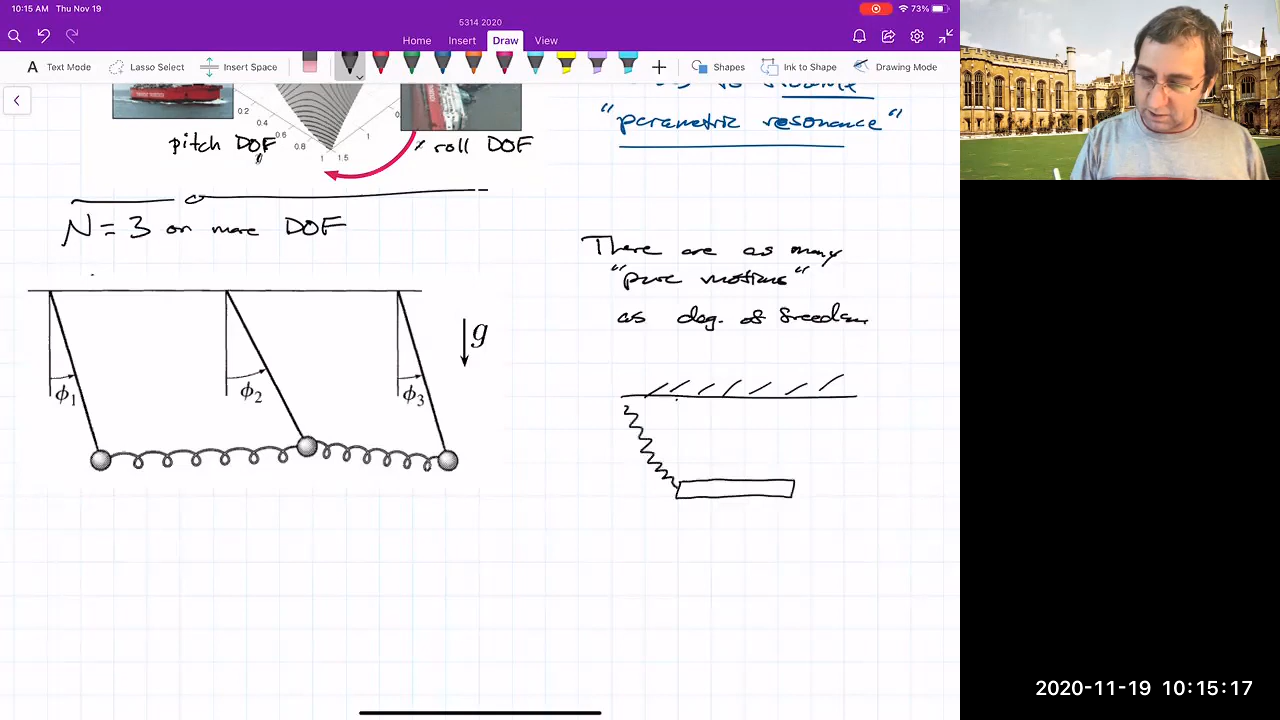 10:15 AM Thu Nov 19
73%
5314 2020
Home Insert Draw View
Text Mode Lasso Select Insert Space Shapes Ink to Shape Drawing Mode
0.2
0.4
0.6
0.8
1
1.5
1
0.
pitch DOF
roll DOF
"parametric resonance"
N = 3 or more DOF
There are as many
"pure motions"
as deg. of freedom
g
ϕ1
ϕ2
ϕ3
2020-11-19 10:15:17